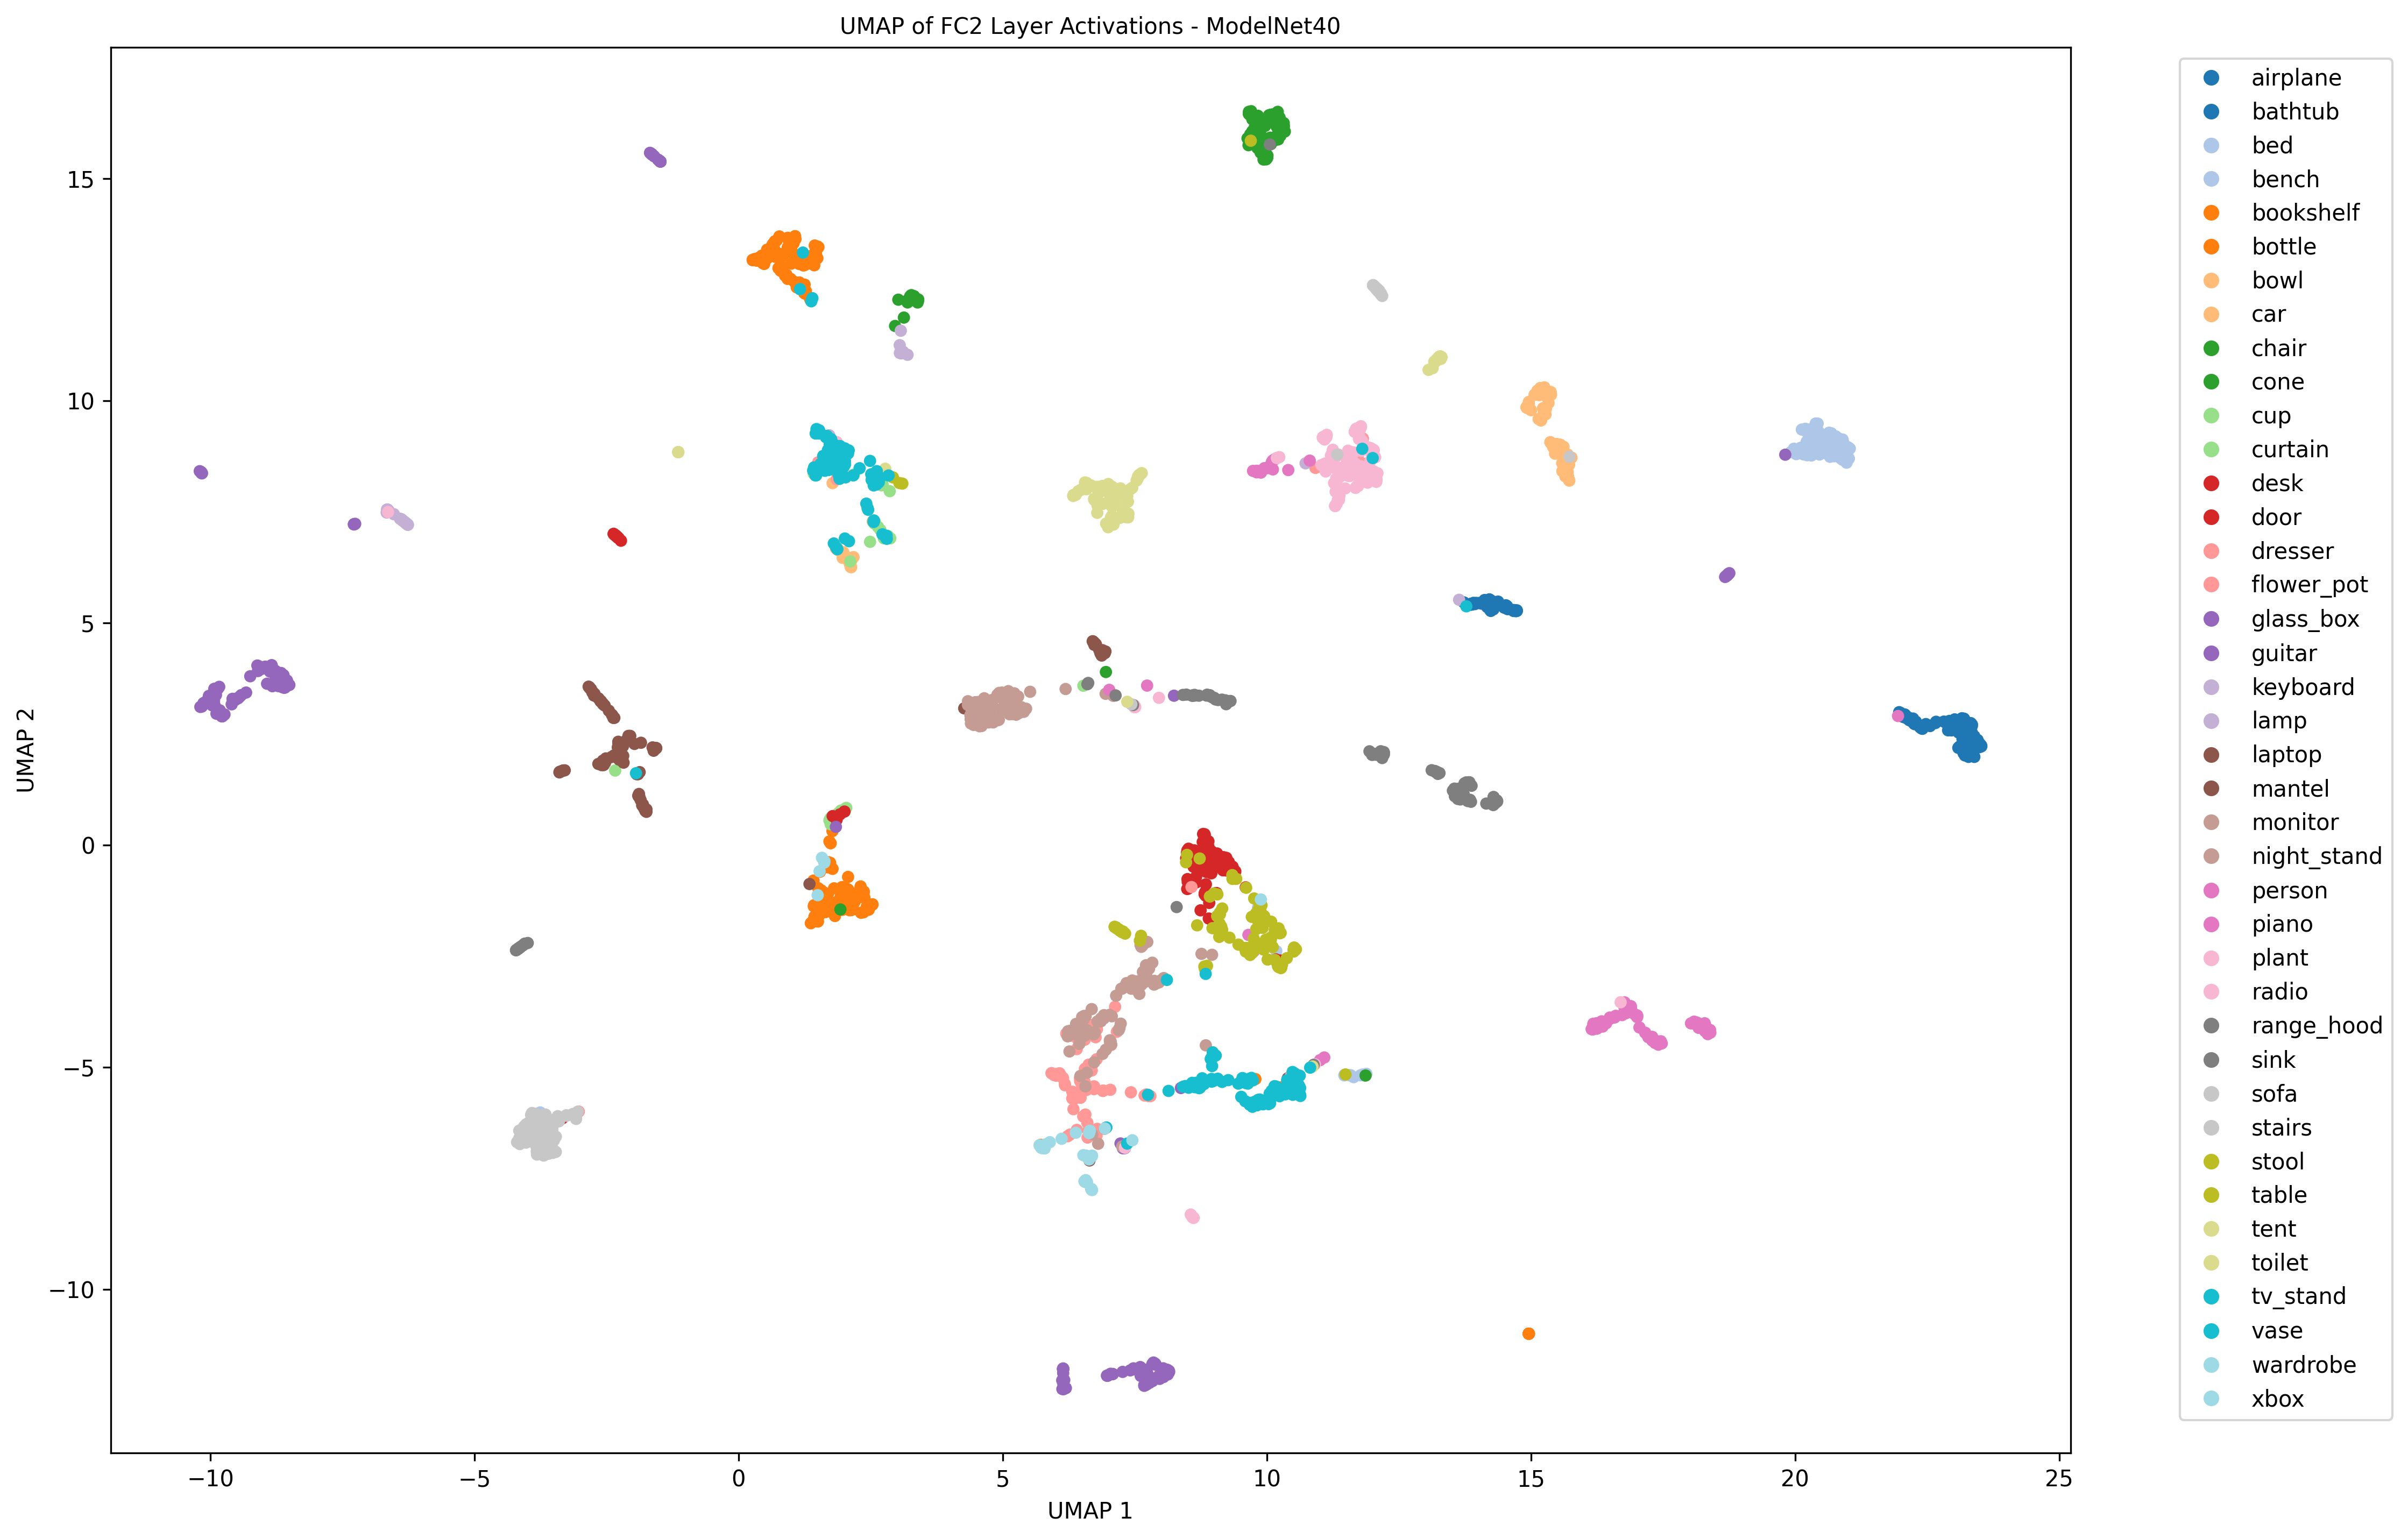 UMAP of FC2 Layer Activations - ModelNet40
15
10
5
0
−5
−10
UMAP 2
−10
−5
0
5
10
15
20
25
UMAP 1
airplane
bathtub
bed
bench
bookshelf
bottle
bowl
car
chair
cone
cup
curtain
desk
door
dresser
flower_pot
glass_box
guitar
keyboard
lamp
laptop
mantel
monitor
night_stand
person
piano
plant
radio
range_hood
sink
sofa
stairs
stool
table
tent
toilet
tv_stand
vase
wardrobe
xbox